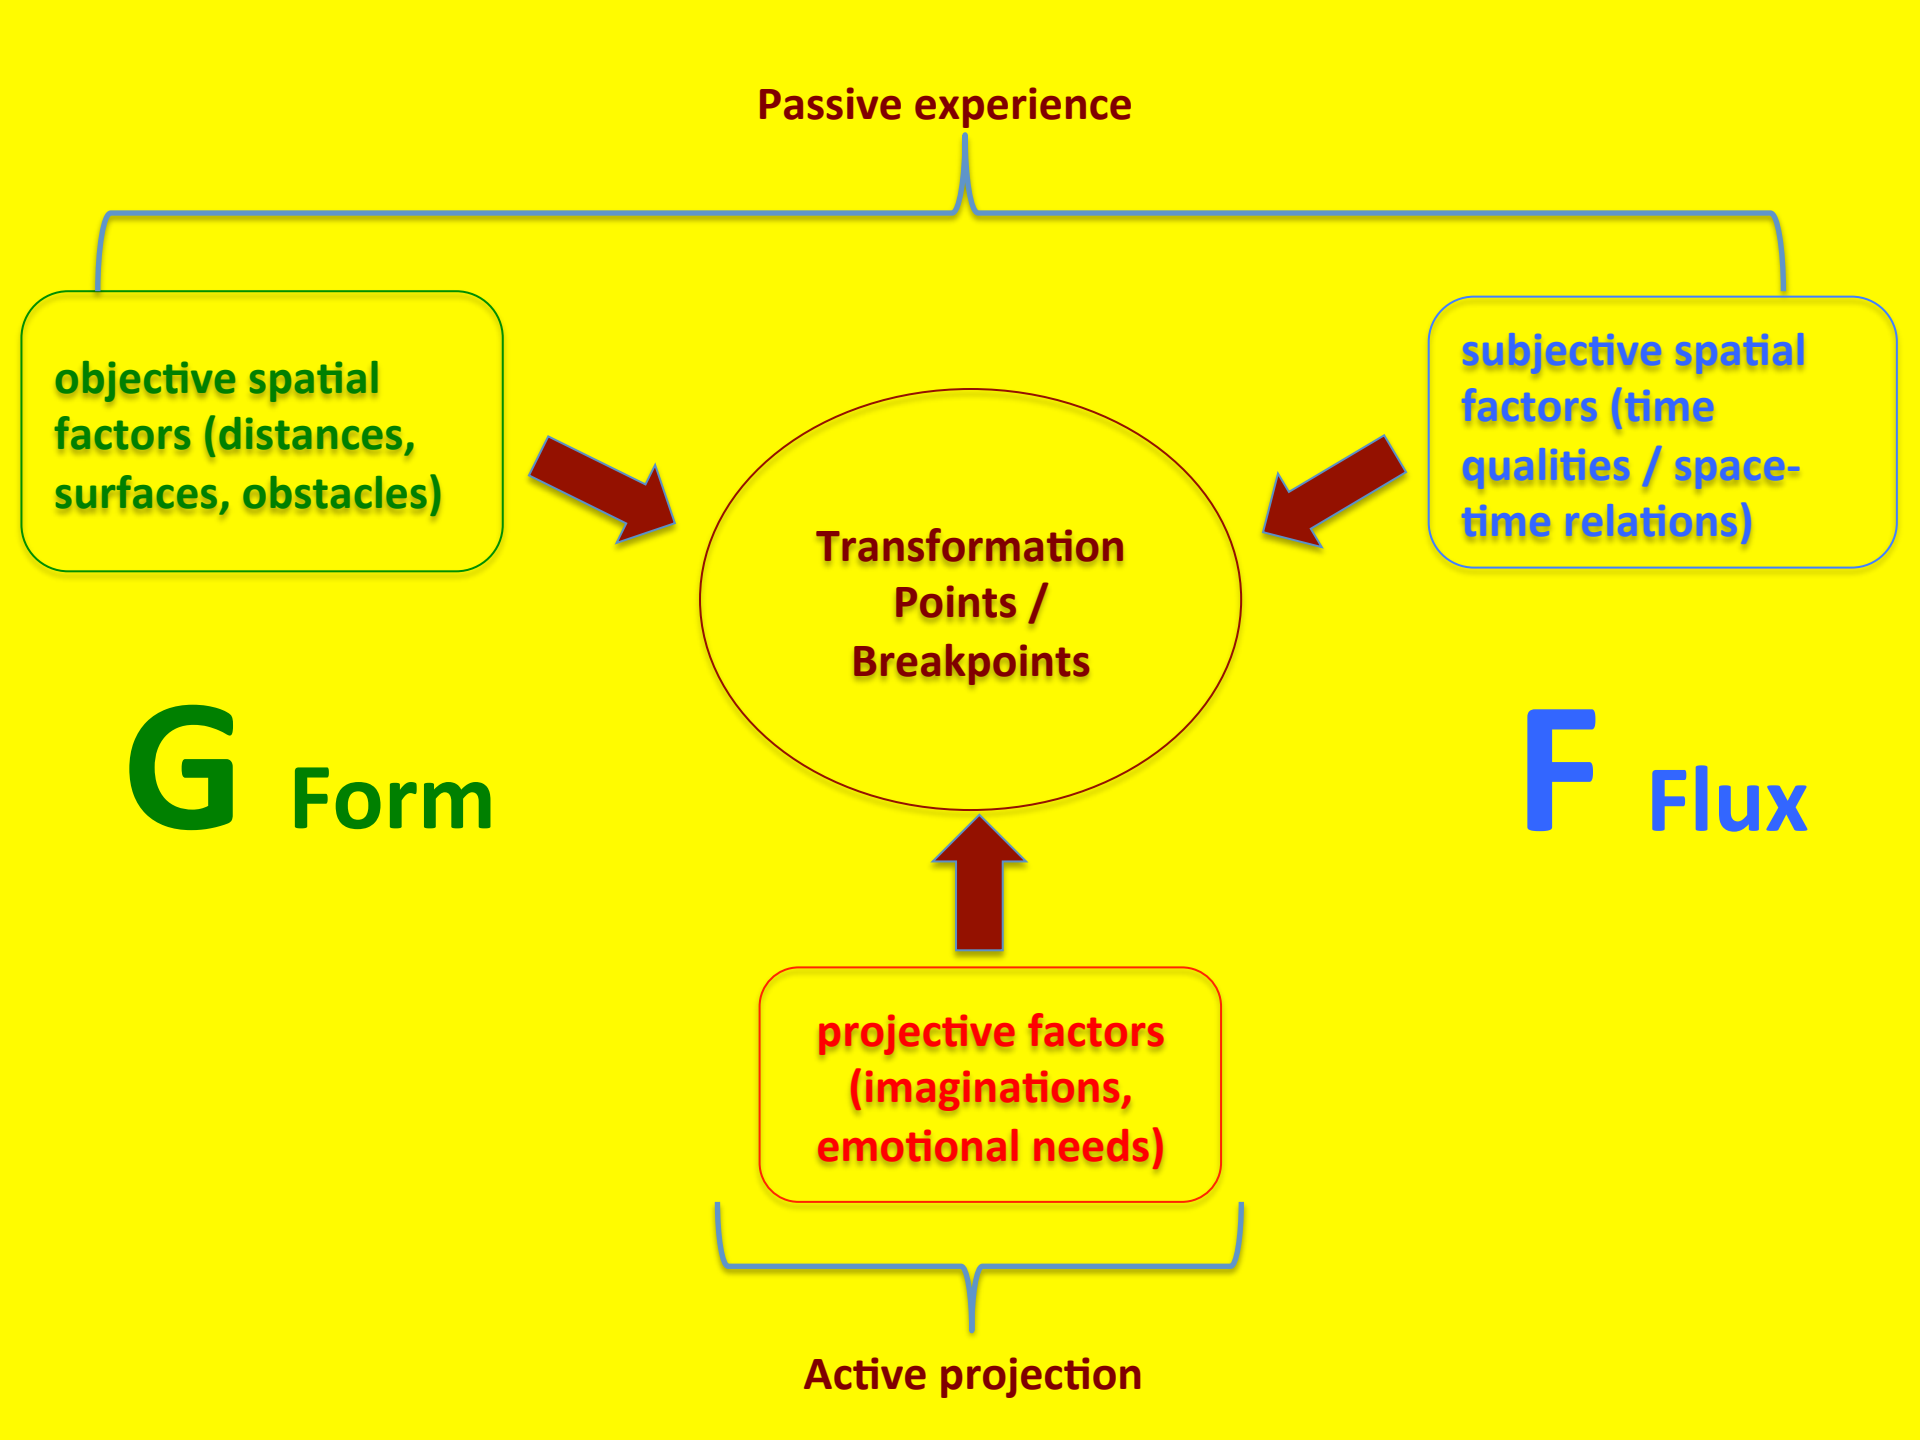 Passive experience
objective spatial
factors (distances,
surfaces, obstacles)
subjective spatial
factors (time
qualities / space-
time relations)
Transformation
Points /
Breakpoints
G Form
F Flux
projective factors
(imaginations,
emotional needs)
Active projection